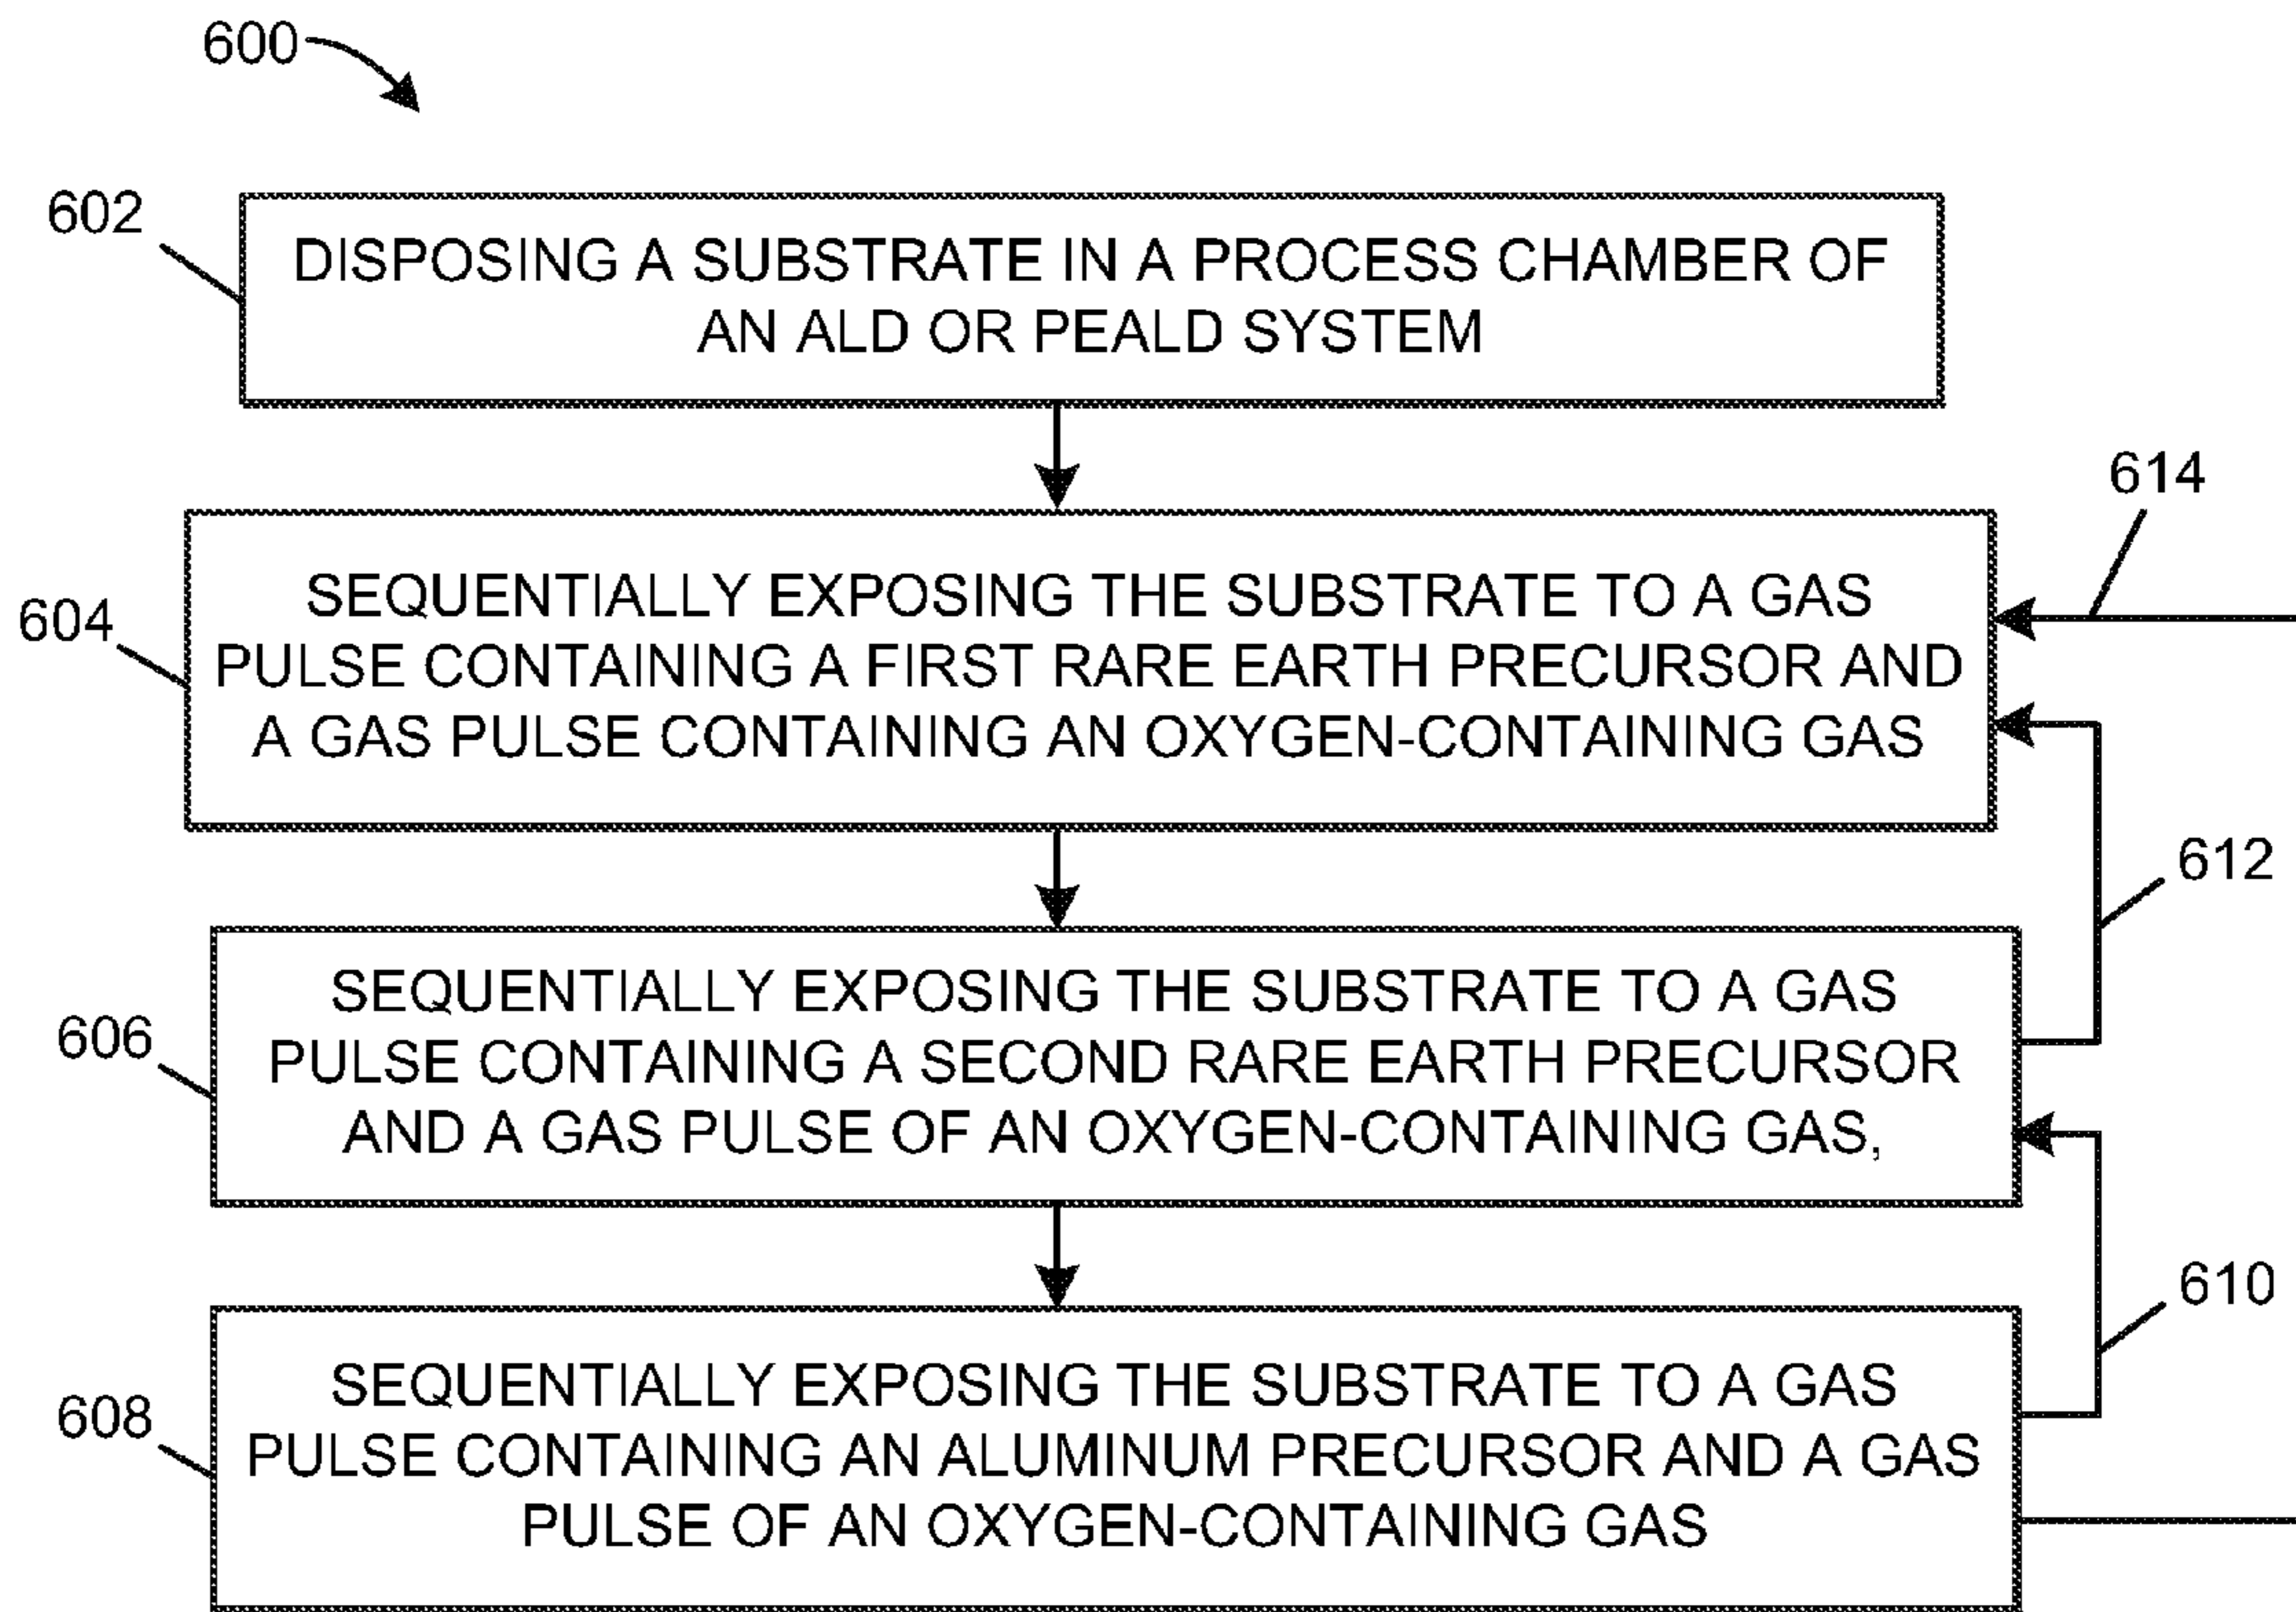 600
602
DISPOSING A SUBSTRATE IN A PROCESS CHAMBER OF
AN ALD OR PEALD SYSTEM
614
604
SEQUENTIALLY EXPOSING THE SUBSTRATE TO A GAS
PULSE CONTAINING A FIRST RARE EARTH PRECURSOR AND
A GAS PULSE CONTAINING AN OXYGEN-CONTAINING GAS
612
606
SEQUENTIALLY EXPOSING THE SUBSTRATE TO A GAS
PULSE CONTAINING A SECOND RARE EARTH PRECURSOR
AND A GAS PULSE OF AN OXYGEN-CONTAINING GAS,
610
608
SEQUENTIALLY EXPOSING THE SUBSTRATE TO A GAS
PULSE CONTAINING AN ALUMINUM PRECURSOR AND A GAS
PULSE OF AN OXYGEN-CONTAINING GAS